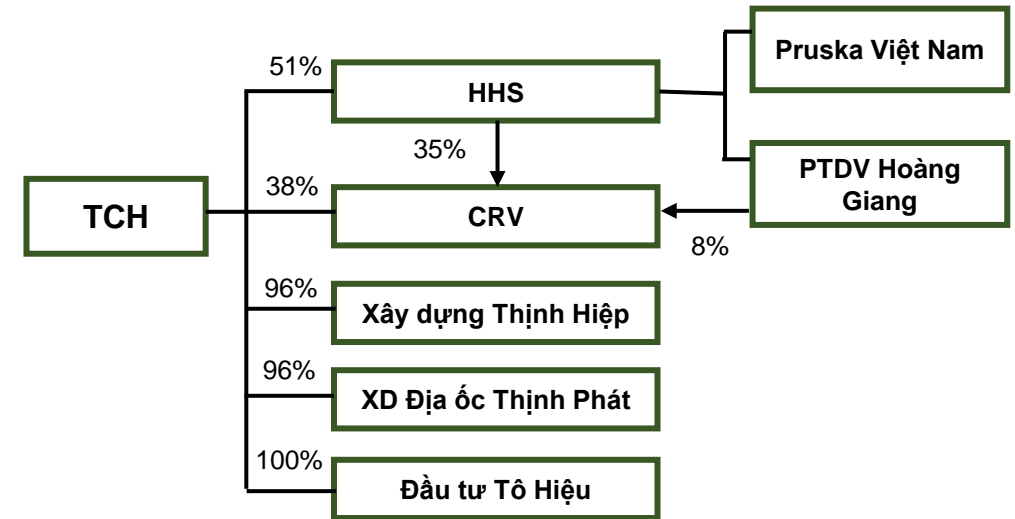 Pruska Việt Nam
51%
HHS
35%
PTDV Hoàng
Giang
38%
TCH
CRV
8%
96%
Xây dựng Thịnh Hiệp
96%
XD Địa ốc Thịnh Phát
100%
Đầu tư Tô Hiệu